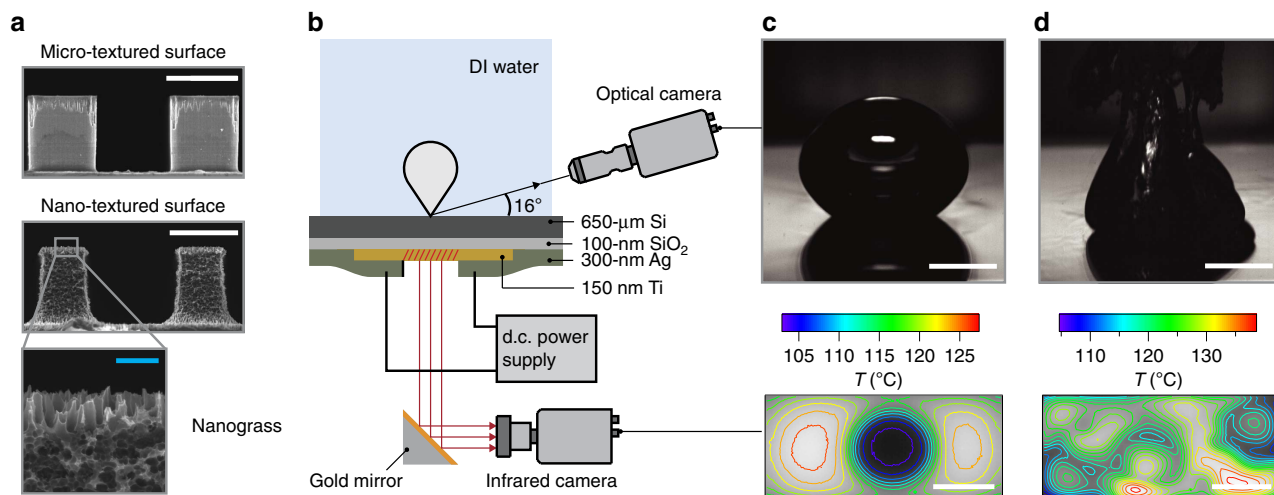 a
Micro-textured surface
Nano-textured surface
Nanograss
b
DI water
Optical camera
16°
650-μm Si
100-nm SiO₂
300-nm Ag
150 nm Ti
d.c. power
supply
Gold mirror
Infrared camera
c
105 110 115 120 125
T (°C)
d
110 120 130
T (°C)